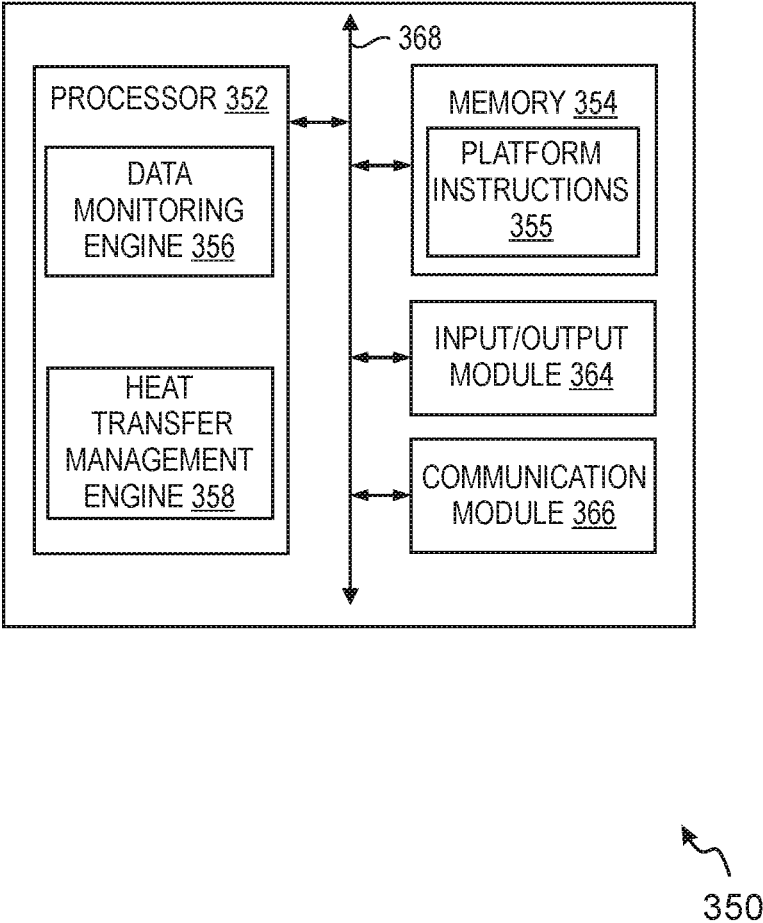 368
PROCESSOR 352
DATA
MONITORING
ENGINE 356
HEAT
TRANSFER
MANAGEMENT
ENGINE 358
MEMORY 354
PLATFORM
INSTRUCTIONS
355
INPUT/OUTPUT
MODULE 364
COMMUNICATION
MODULE 366
350